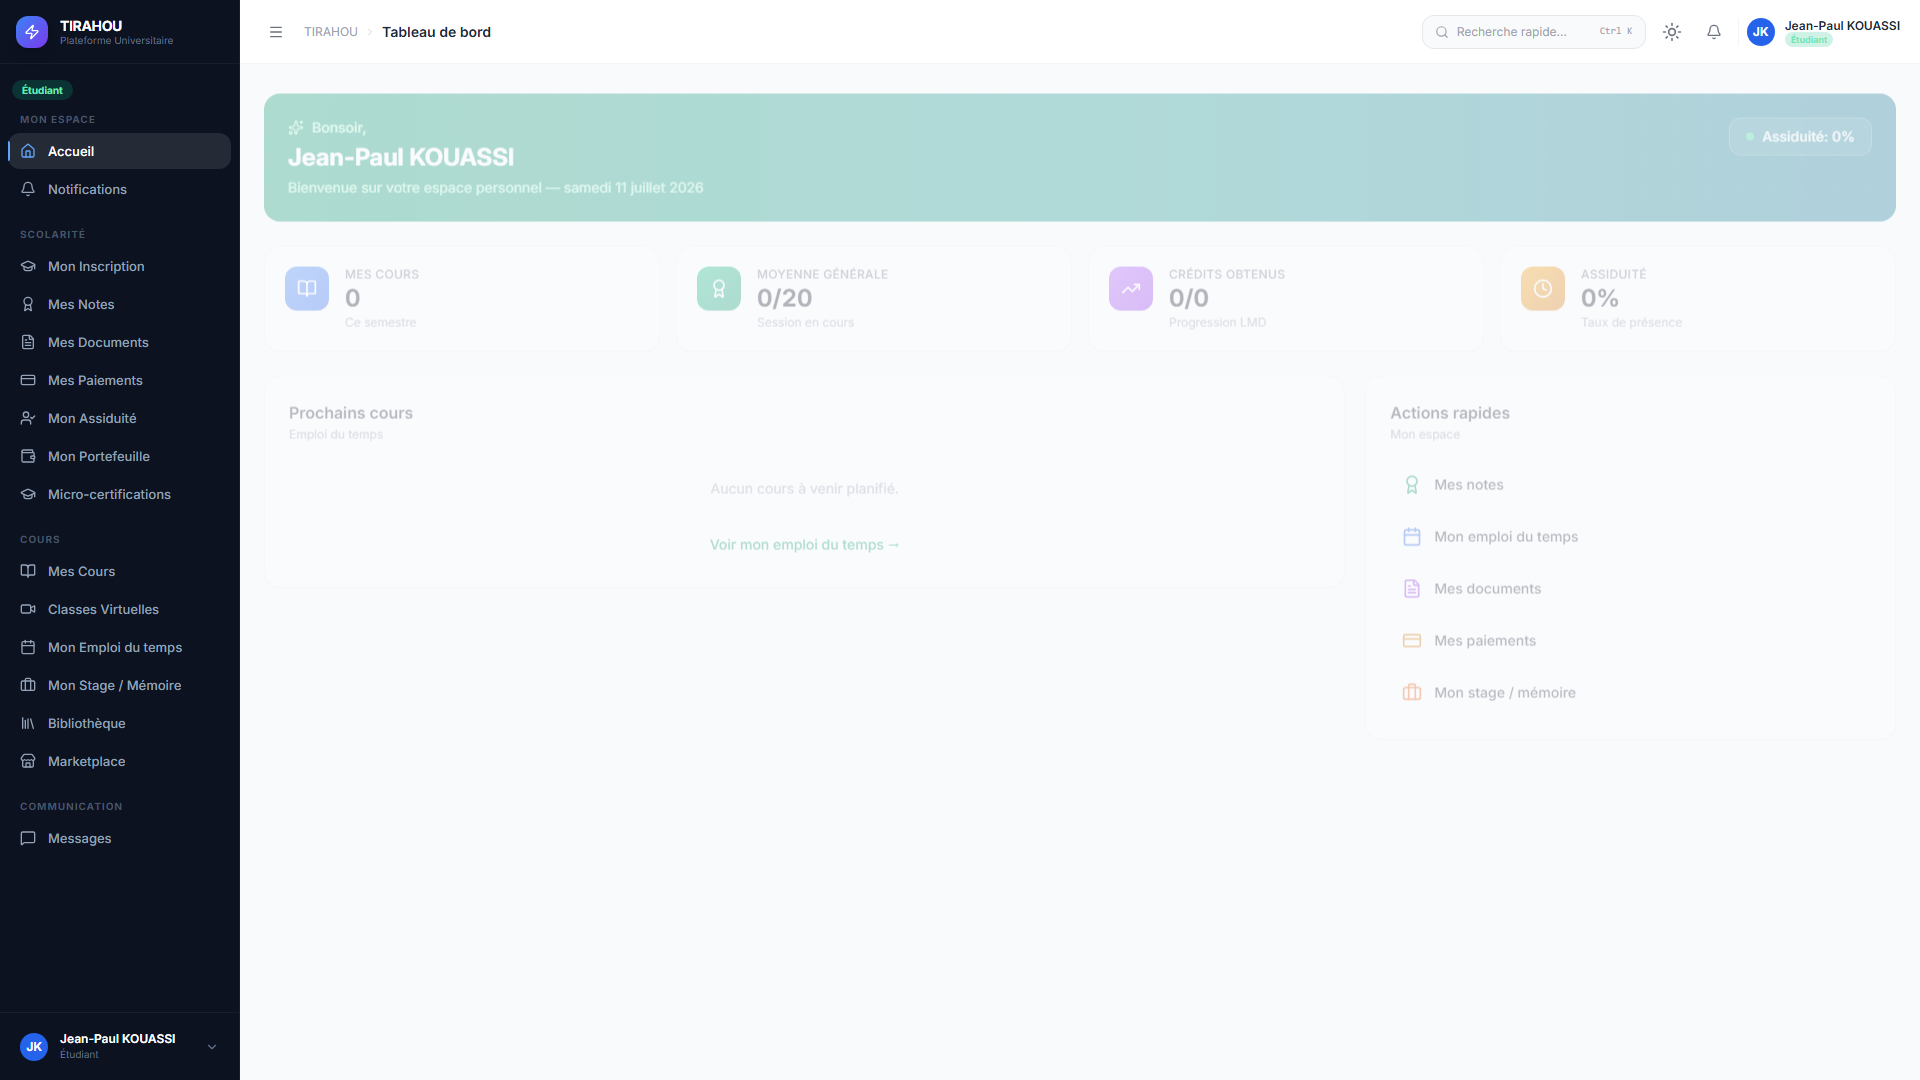 TIRAHOU
Plateforme Universitaire
Étudiant
MON ESPACE
Accueil
Notifications
SCOLARITÉ
Mon Inscription
Mes Notes
Mes Documents
Mes Paiements
Mon Assiduité
Mon Portefeuille
Micro-certifications
COURS
Mes Cours
Classes Virtuelles
Mon Emploi du temps
Mon Stage / Mémoire
Bibliothèque
Marketplace
COMMUNICATION
Messages
JK
Jean-Paul KOUASSI
Étudiant
TIRAHOU
Tableau de bord
Recherche rapide...
Ctrl K
JK
Jean-Paul KOUASSI
Étudiant
Bonsoir,
Jean-Paul KOUASSI
Bienvenue sur votre espace personnel — samedi 11 juillet 2026
Assiduité: 0%
MES COURS
0
Ce semestre
MOYENNE GÉNÉRALE
0/20
Session en cours
CRÉDITS OBTENUS
0/0
Progression LMD
ASSIDUITÉ
0%
Taux de présence
Prochains cours
Emploi du temps
Aucun cours à venir planifié.
Voir mon emploi du temps →
Actions rapides
Mon espace
Mes notes
Mon emploi du temps
Mes documents
Mes paiements
Mon stage / mémoire